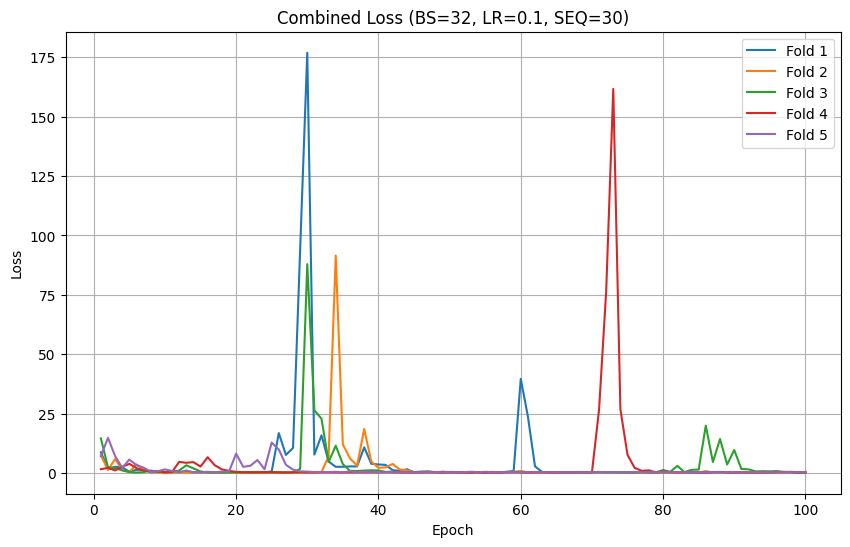 Combined Loss (BS=32, LR=0.1, SEQ=30)
Fold 1
Fold 2
Fold 3
Fold 4
Fold 5
Loss
175
150
125
100
75
50
25
0
0 20 40 60 80 100
Epoch